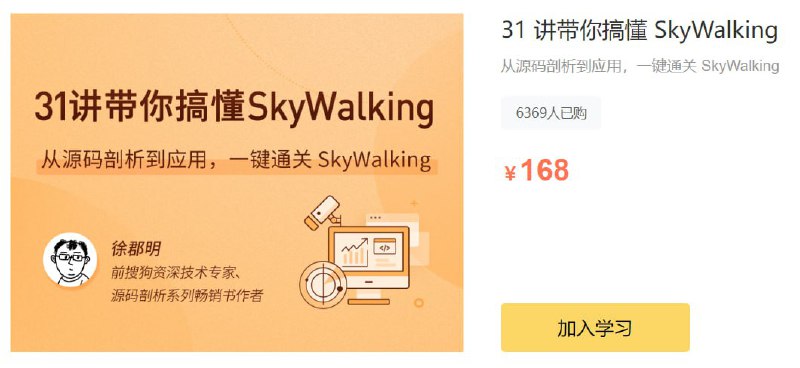 31讲带你搞懂SkyWalking
从源码剖析到应用，一键通关 SkyWalking
徐郡明
前搜狗资深技术专家、
源码剖析系列畅销书作者
</>
31 讲带你搞懂 SkyWalking
从源码剖析到应用，一键通关 SkyWalking
6369人已购
¥168
加入学习